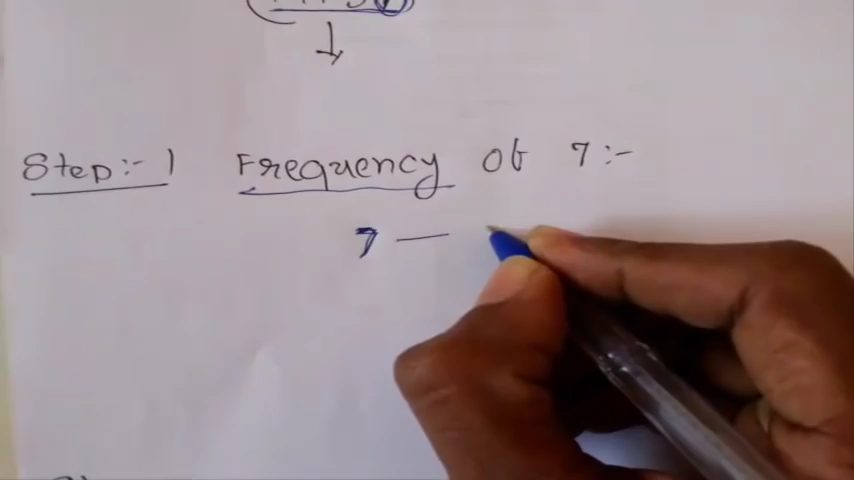 Step:- 1 Frequency of 7:-
7 —